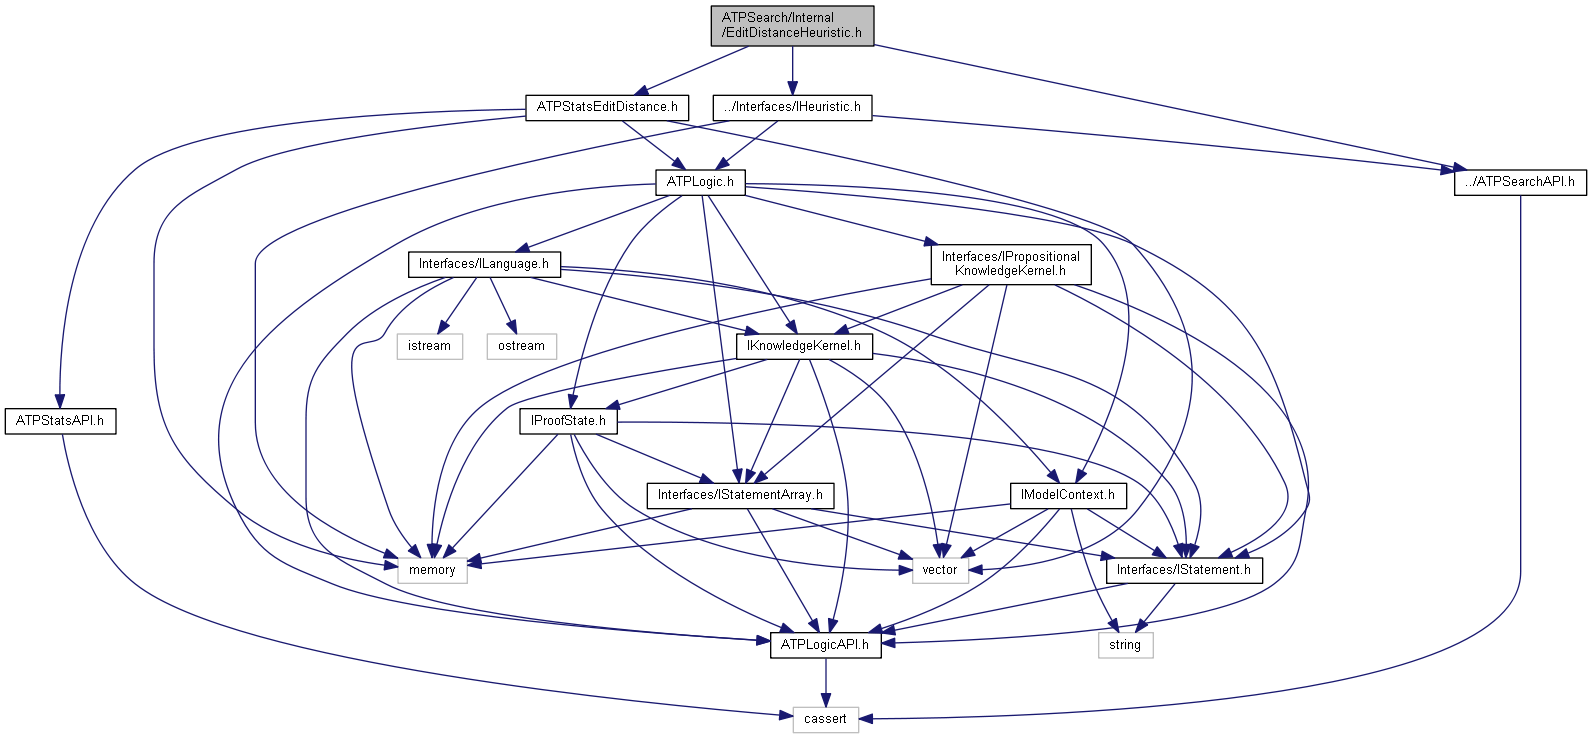 ATPSearch/Internal
/EditDistanceHeuristic.h
ATPStatsEditDistance.h
../Interfaces/IHeuristic.h
ATPLogic.h
../ATPSearchAPI.h
Interfaces/ILanguage.h
Interfaces/IPropositional
KnowledgeKernel.h
istream
ostream
IKnowledgeKernel.h
ATPStatsAPI.h
IProofState.h
Interfaces/IStatementArray.h
IModelContext.h
memory
vector
Interfaces/IStatement.h
ATPLogicAPI.h
string
cassert